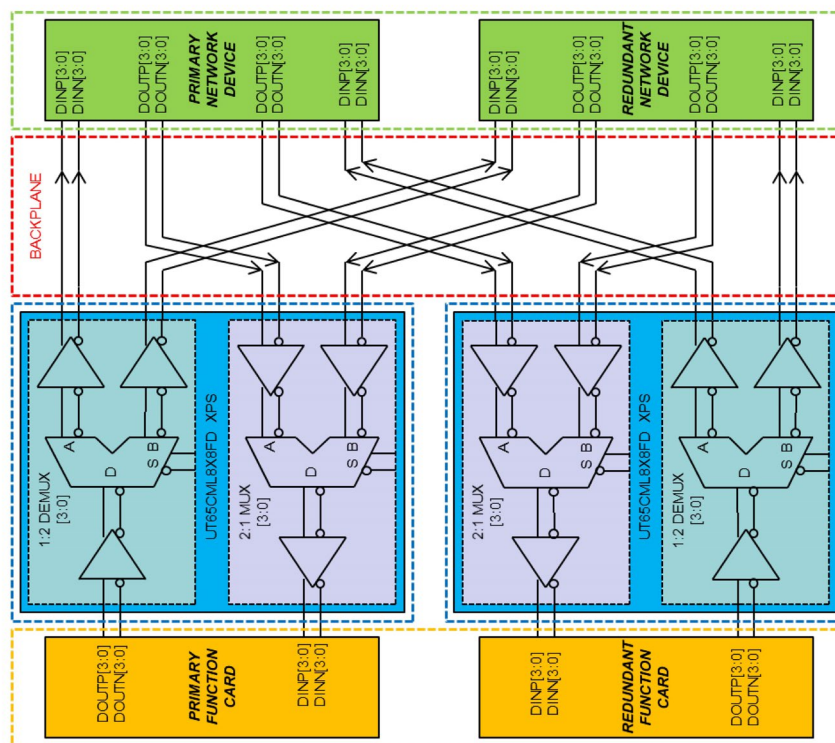 DINP[3:0]
DINN[3:0]
DOUTP[3:0]
DOUTN[3:0]
PRIMARY
NETWORK
DEVICE
DOUTP[3:0]
DOUTN[3:0]
DINP[3:0]
DINN[3:0]
DINP[3:0]
DINN[3:0]
DOUTP[3:0]
DOUTN[3:0]
REDUNDANT
NETWORK
DEVICE
DOUTP[3:0]
DOUTN[3:0]
DINP[3:0]
DINN[3:0]
BACKPLANE
1:2 DEMUX
[3:0]
A
D
B
S
UT65CML8X8FD XPS
2:1 MUX
[3:0]
A
D
B
S
2:1 MUX
[3:0]
A
D
B
S
UT65CML8X8FD XPS
1:2 DEMUX
[3:0]
A
D
B
S
DOUTP[3:0]
DOUTN[3:0]
PRIMARY
FUNCTION
CARD
DINP[3:0]
DINN[3:0]
DINP[3:0]
DINN[3:0]
REDUNDANT
FUNCTION
CARD
DOUTP[3:0]
DOUTN[3:0]